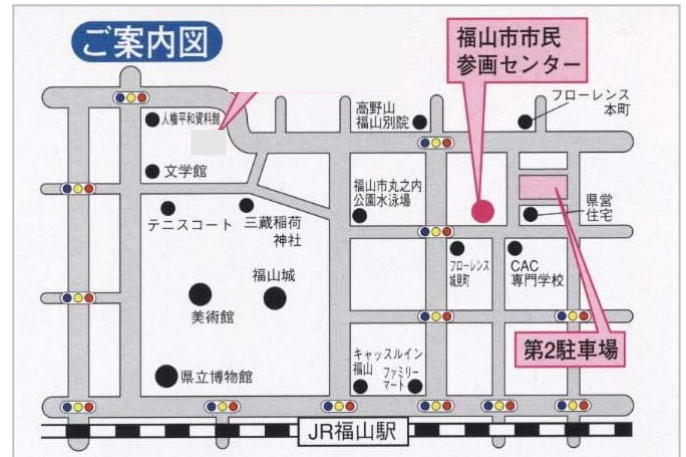 ご案内図
福山市市民
参画センター
フローレンス
本町
人権平和資料館
高野山
福山別院
文学館
福山市丸之内
公園水泳場
県営
住宅
テニスコート
三蔵稲荷
神社
フローレンス
城見町
CAC
専門学校
福山城
美術館
第2駐車場
キャッスルイン
福山
ファミリー
マート
県立博物館
JR福山駅